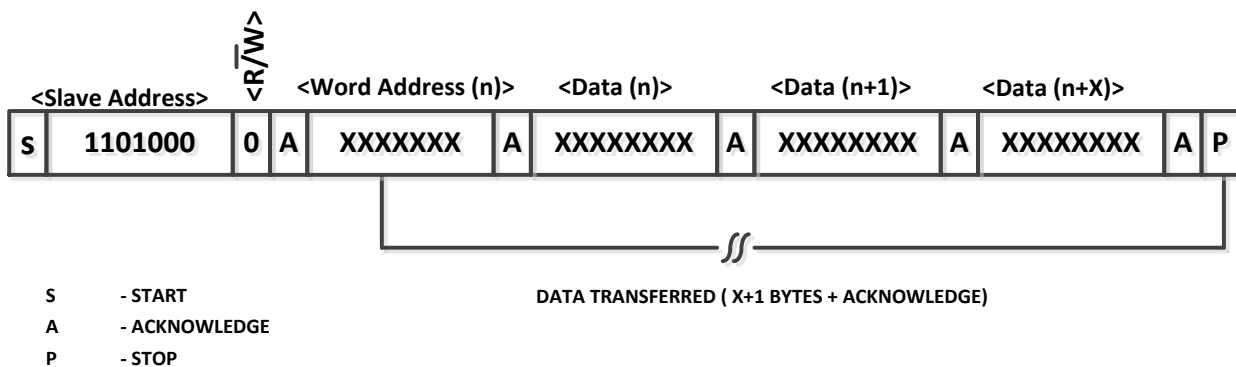 <R/W̅>
<Slave Address> <Word Address (n)> <Data (n)> <Data (n+1)> <Data (n+X)>
S 1101000 0 A XXXXXXX A XXXXXXXX A XXXXXXXX A XXXXXXXX A P
S - START
DATA TRANSFERRED ( X+1 BYTES + ACKNOWLEDGE)
A - ACKNOWLEDGE
P - STOP